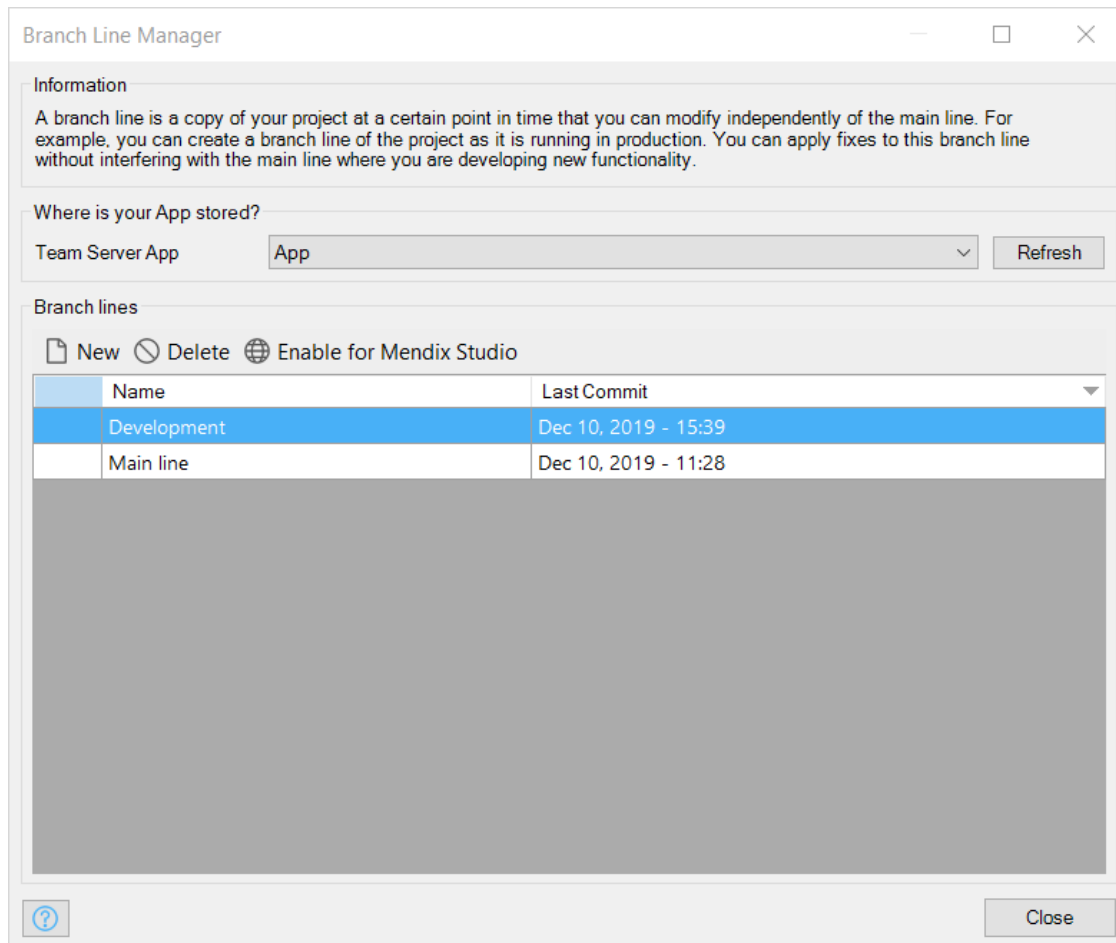 Branch Line Manager
Information
A branch line is a copy of your project at a certain point in time that you can modify independently of the main line. For
example, you can create a branch line of the project as it is running in production. You can apply fixes to this branch line
without interfering with the main line where you are developing new functionality.
Where is your App stored?
Team Server App App Refresh
Branch lines
New Delete Enable for Mendix Studio
Name Last Commit
Development Dec 10, 2019 - 15:39
Main line Dec 10, 2019 - 11:28
? Close